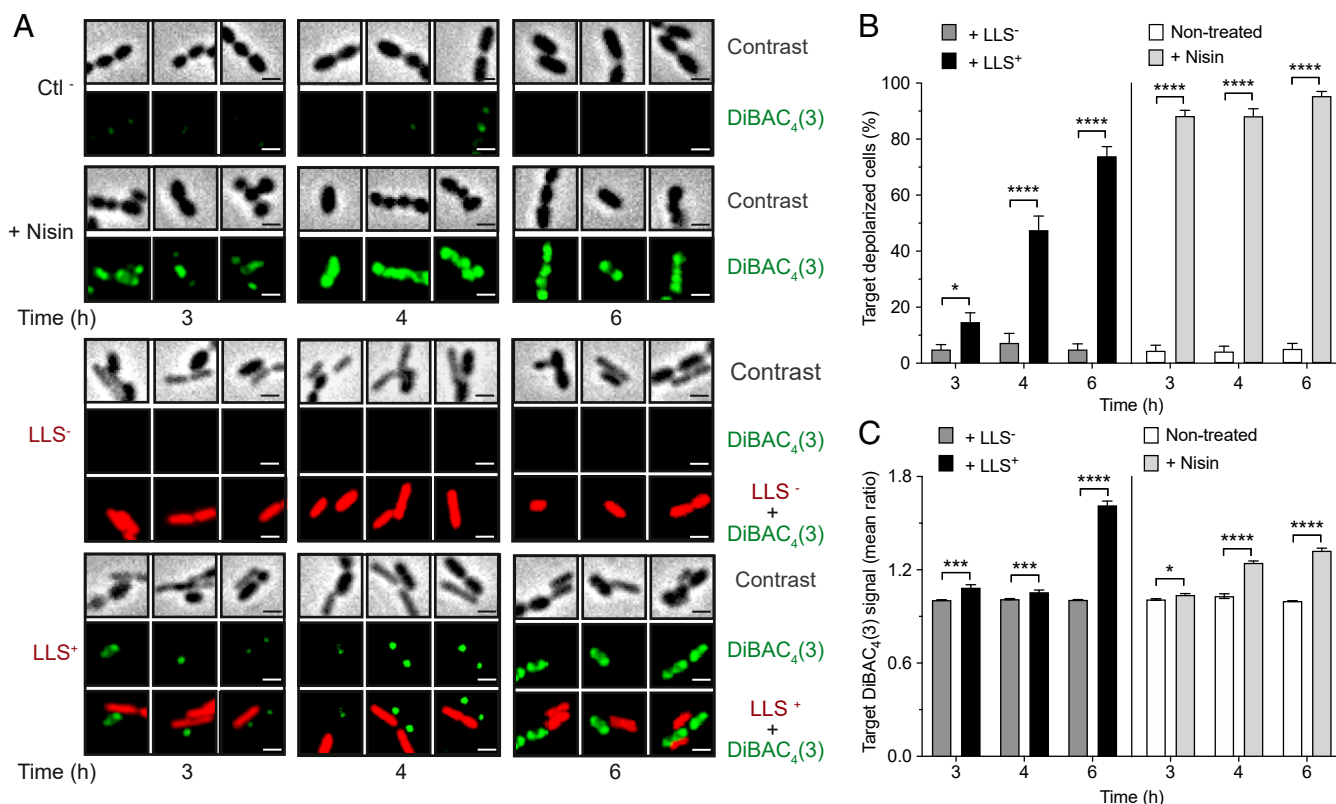 A
Ctl -
Contrast
DiBAC4(3)
+ Nisin
Contrast
DiBAC4(3)
Time (h) 3 4 6
Contrast
LLS-
DiBAC4(3)
LLS -
+
DiBAC4(3)
Contrast
LLS+
DiBAC4(3)
LLS +
+
DiBAC4(3)
Time (h) 3 4 6
B
+ LLS-
+ LLS+
Non-treated
+ Nisin
Target depolarized cells (%)
100
80
60
40
20
0
* **** **** **** **** ****
3 4 6 3 4 6
Time (h)
C
+ LLS-
+ LLS+
Non-treated
+ Nisin
Target DiBAC4(3) signal (mean ratio)
1.8
1.2
0.6
0.0
*** *** **** * **** ****
3 4 6 3 4 6
Time (h)